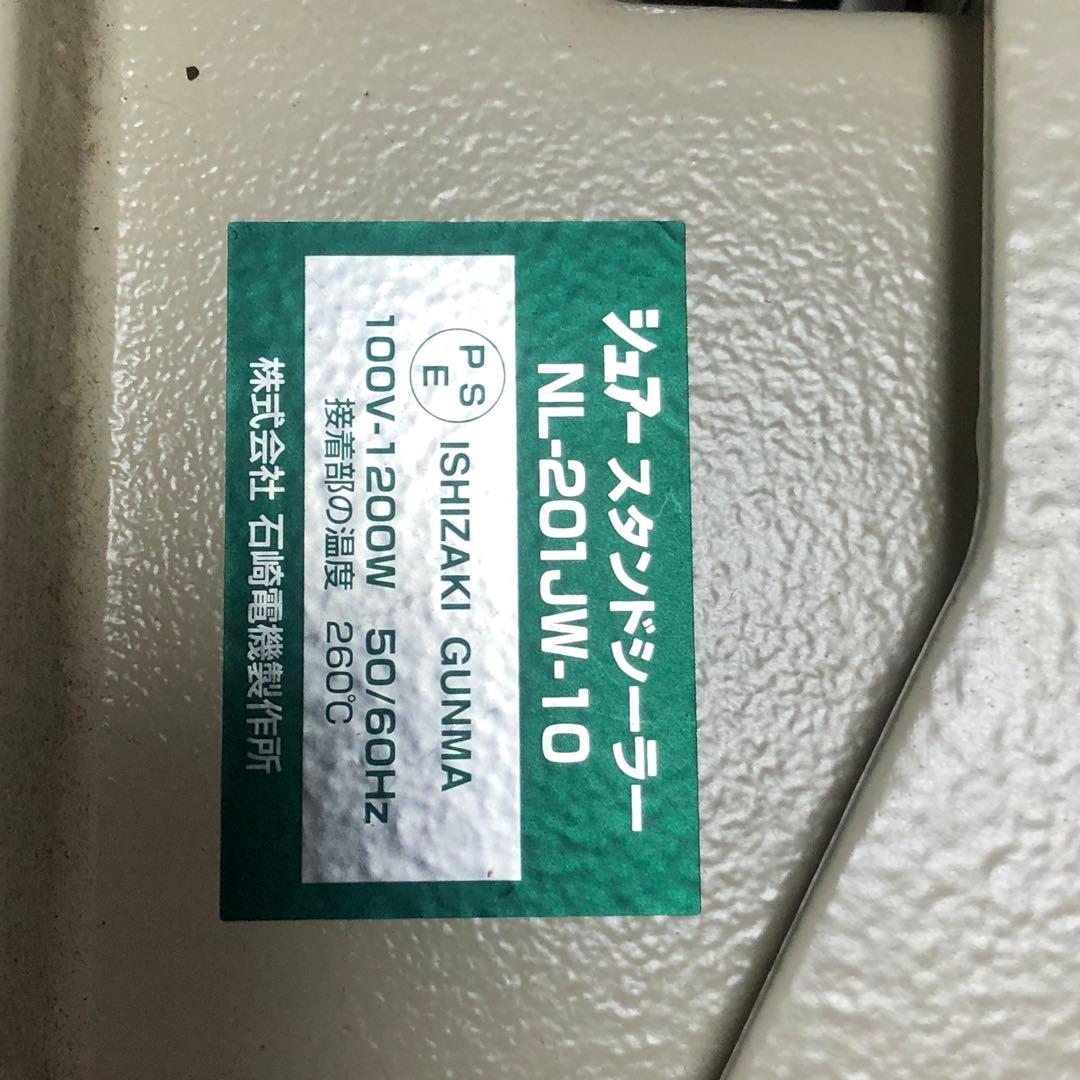 シュアー スタンドシーラー
NL-201JW-10
PSE ISHIZAKI GUNMA
100V-1200W 50/60Hz
接着部の温度 260℃
株式会社 石崎電機製作所